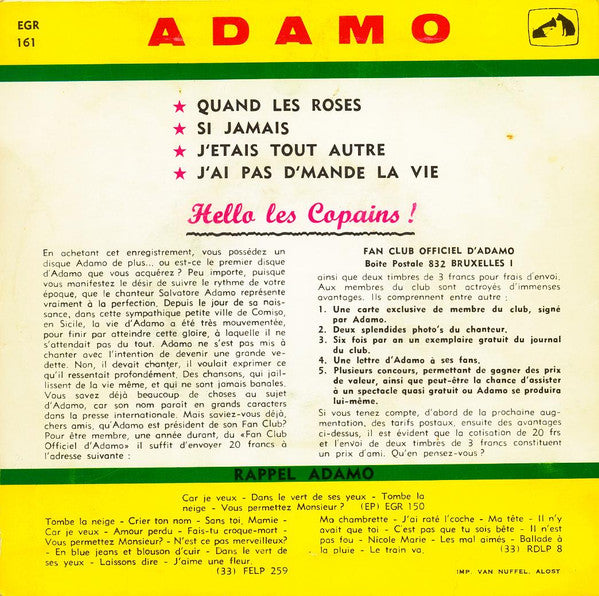 EGR
161
ADAMO
★ QUAND LES ROSES
★ SI JAMAIS
★ J'ETAIS TOUT AUTRE
★ J'AI PAS D'MANDE LA VIE
Hello les Copains !
En achetant cet enregistrement, vous possédez un
disque Adamo de plus... ou est-ce le premier disque
d'Adamo que vous acquérez ? Peu importe, puisque
vous manifestez le désir de suivre le rythme de votre
époque, que le chanteur Salvatore Adamo représente
vraiment à la perfection. Depuis le jour de sa nais-
sance, dans cette sympathique petite ville de Comiso,
en Sicile, la vie d'Adamo a été très mouvementée,
pour finir par atteindre cette gloire, à laquelle il ne
s'attendait pas du tout. Adamo ne s'est pas mis à
chanter avec l'intention de devenir une grande ve-
dette. Non, il devait chanter, il voulait exprimer ce
qu'il ressentait profondément. Des chansons, qui jail-
lissent de la vie même, et qui ne sont jamais banales.
Vous savez déjà beaucoup de choses au sujet
d'Adamo, car son nom paraît en grands caractères
dans la presse internationale. Mais saviez-vous déjà,
chers amis, qu'Adamo est président de son Fan Club?
Pour être membre, une année durant, du «Fan Club
Officiel d'Adamo» il suffit d'envoyer 20 francs à
l'adresse suivante :
FAN CLUB OFFICIEL D'ADAMO
Boîte Postale 832 BRUXELLES I
ainsi que deux timbres de 3 francs pour frais d'envoi.
Aux membres du club sont actroyés d'immenses
avantages. Ils comprennent entre autre :
1. Une carte exclusive de membre du club, signé
par Adamo.
2. Deux splendides photo's du chanteur.
3. Six fois par an un exemplaire gratuit du journal
du club.
4. Une lettre d'Adamo à ses fans.
5. Plusieurs concours, permettant de gagner des prix
de valeur, ainsi que peut-être la chance d'assister
à un spectacle quasi gratuit ou Adamo se produira
lui-même.
Si vous tenez compte, d'abord de la prochaine aug-
mentation, des tarifs postaux, ensuite des avantages
ci-dessus, il est évident que la cotisation de 20 frs
et l'envoi de deux timbres de 3 francs constituent
un prix d'ami. Qu'en pensez-vous ?
RAPPEL ADAMO
Car je veux - Dans le vert de ses yeux - Tombe la
neige - Vous permettez Monsieur ? (EP) EGR 150
Tombe la neige - Crier ton nom - Sans toi, Mamie -
Car je veux - Amour perdu - Fais-tu croque-mort -
Vous permettez Monsieur? - N'est ce pas merveilleux?
- En blue jeans et blouson d'cuir - Dans le vert de
ses yeux - Laissons dire - J'aime une fleur.
(33) FELP 259
Ma chambrette - J'ai raté l'coche - Ma tête - Il n'y
avait que toi - C'est pas que tu sois bête - Il n'est
pas fou - Nicole Marie - Les mal aimés - Ballade à
la pluie - Le train va. (33) RDLP 8
IMP. VAN NUFFEL, ALOST